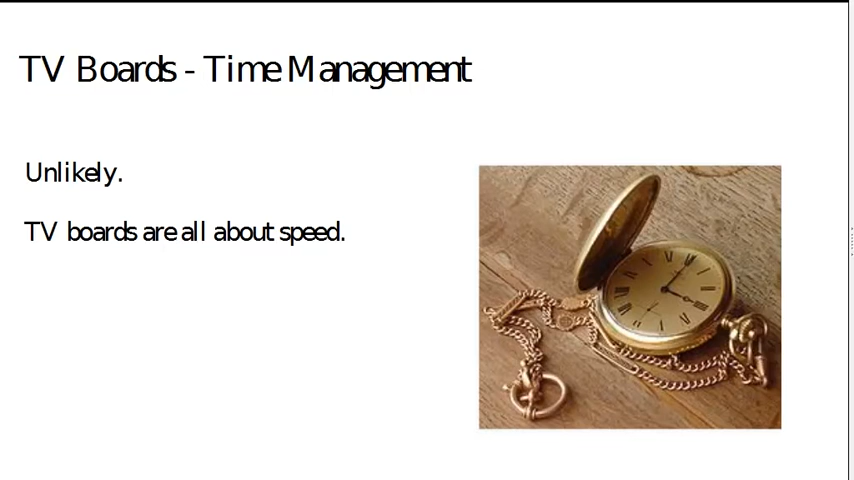 TV Boards - Time Management
Unlikely.
TV boards are all about speed.